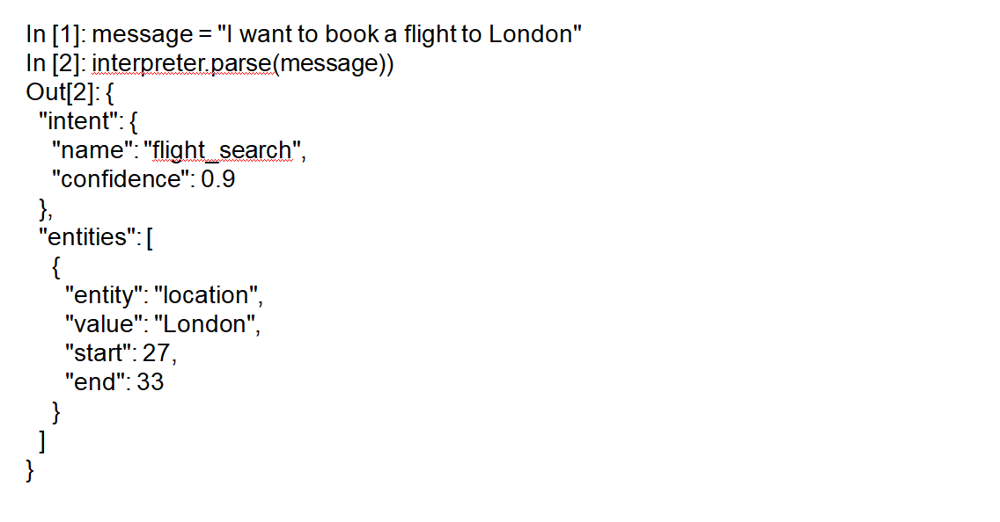 In [1]: message = "I want to book a flight to London"
In [2]: interpreter.parse(message))
Out[2]: {
"intent": {
"name": "flight_search",
"confidence": 0.9
},
"entities": [
{
"entity": "location",
"value": "London",
"start": 27,
"end": 33
}
]
}